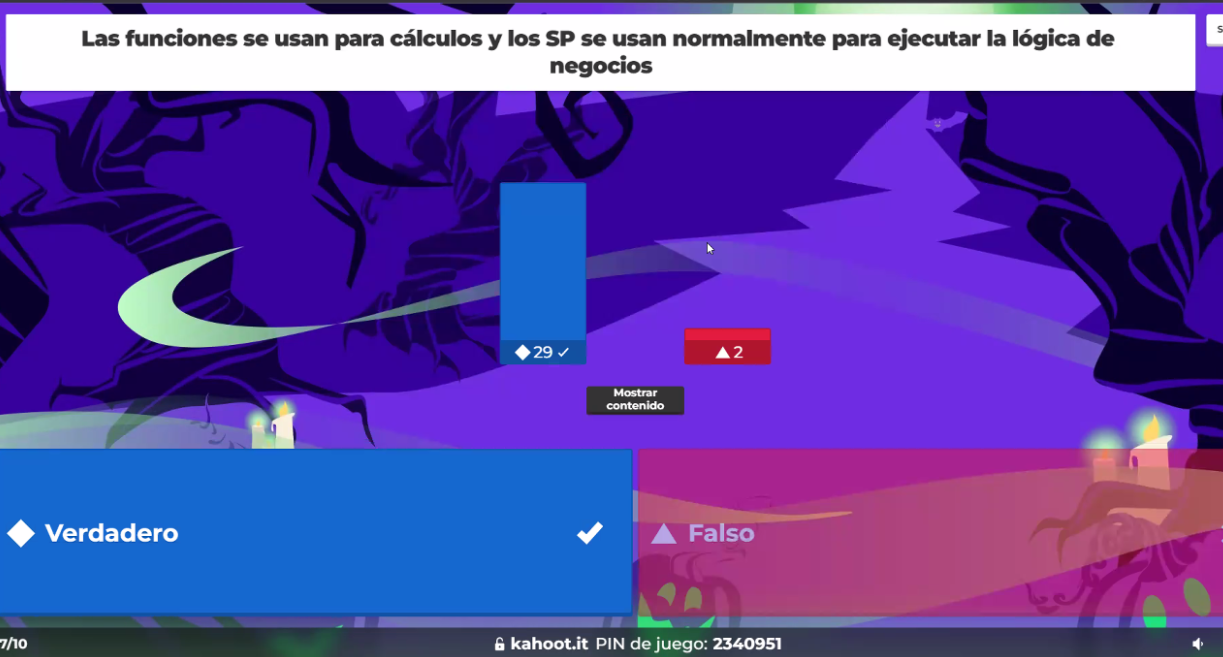 Las funciones se usan para cálculos y los SP se usan normalmente para ejecutar la lógica de
negocios
29
2
Mostrar
contenido
Verdadero
Falso
7/10
kahoot.it PIN de juego: 2340951